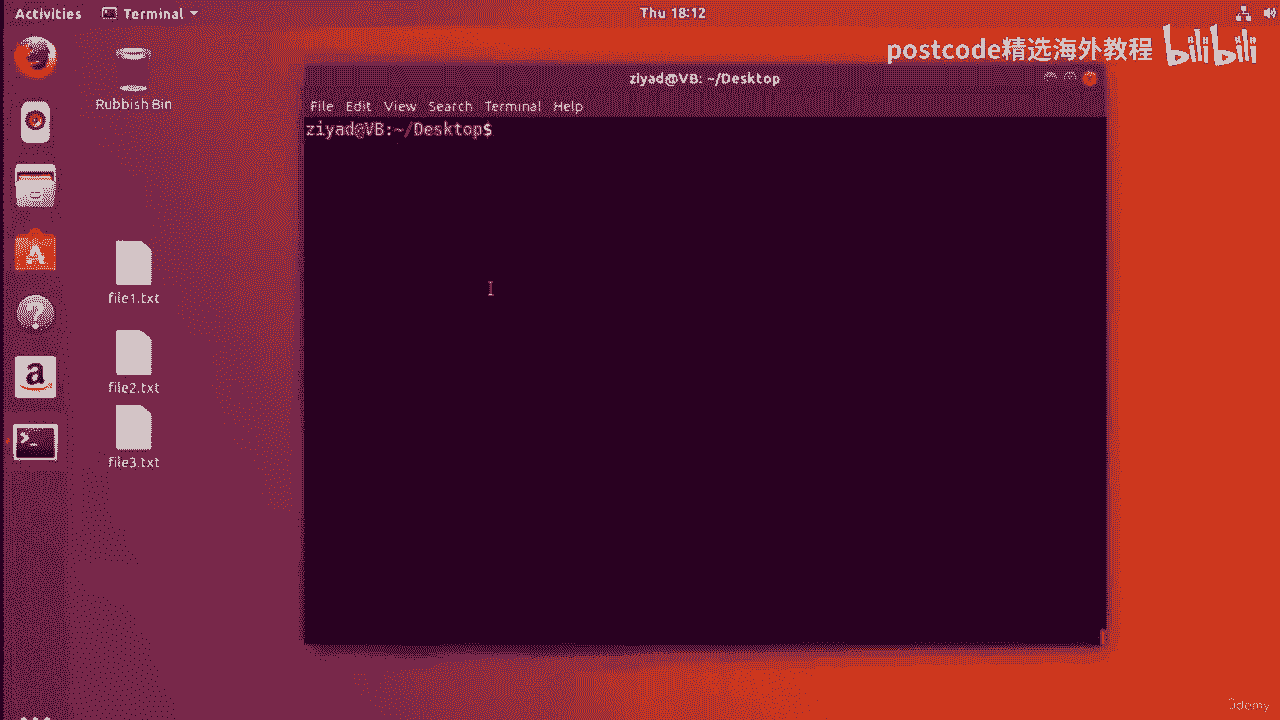 Activities
Terminal
Thu 18:12
postcode精选海外教程 bilibili
ziyad@VB: ~/Desktop
Rubbish Bin
File Edit View Search Terminal Help
ziyad@VB:~/Desktop$
file1.txt
file2.txt
file3.txt
Udemy